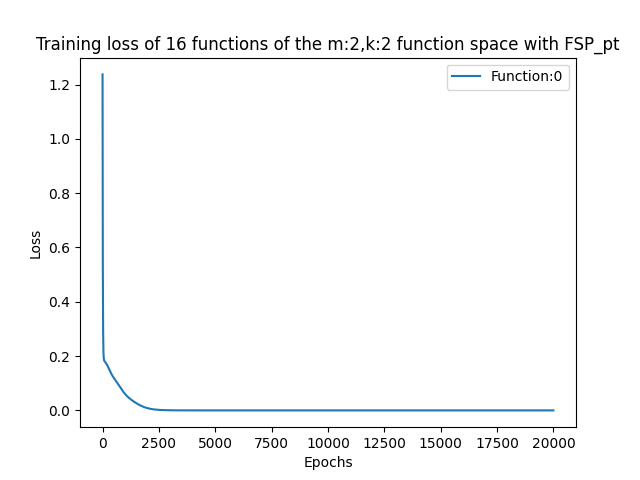 Training loss of 16 functions of the m:2,k:2 function space with FSP_pt
Function:0
Loss
1.2
1.0
0.8
0.6
0.4
0.2
0.0
0 2500 5000 7500 10000 12500 15000 17500 20000
Epochs